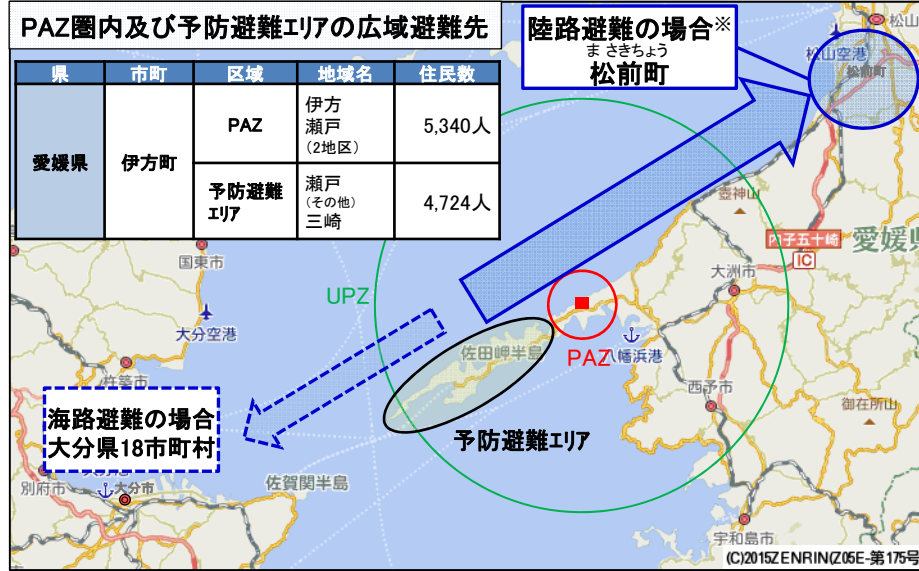 PAZ圏内及び予防避難エリアの広域避難先
陸路避難の場合※
まさきちょう
松前町
県 市町 区域 地域名 住民数
愛媛県 伊方町 PAZ 伊方
瀬戸
(2地区)
5,340人
予防避難
エリア
瀬戸
(その他)
三崎
4,724人
松山
松山空港
松前町
壺神山
内子五十崎
IC
愛媛県
大洲市
国東市
UPZ
大分空港
佐田岬半島
PAZ
八幡浜港
杵築市
西予市
御在所山
海路避難の場合
大分県18市町村
予防避難エリア
別府市
大分市
佐賀関半島
宇和島市
(C)2015ZENRIN(Z05E-第175号